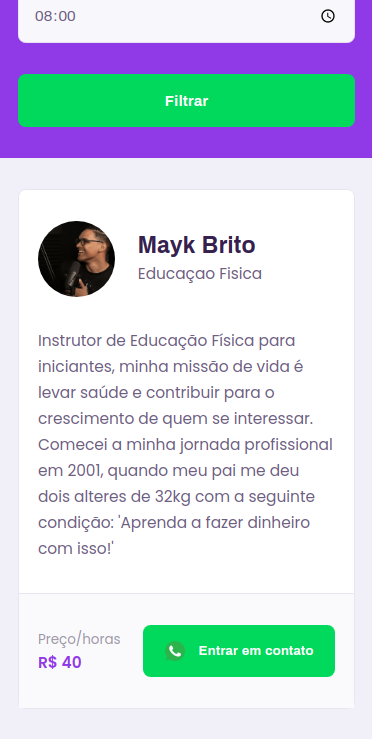 08:00
Filtrar
Mayk Brito
Educaçao Fisica
Instrutor de Educação Física para
iniciantes, minha missão de vida é
levar saúde e contribuir para o
crescimento de quem se interessar.
Comecei a minha jornada profissional
em 2001, quando meu pai me deu
dois alteres de 32kg com a seguinte
condição: 'Aprenda a fazer dinheiro
com isso!'
Preço/horas
R$ 40
Entrar em contato